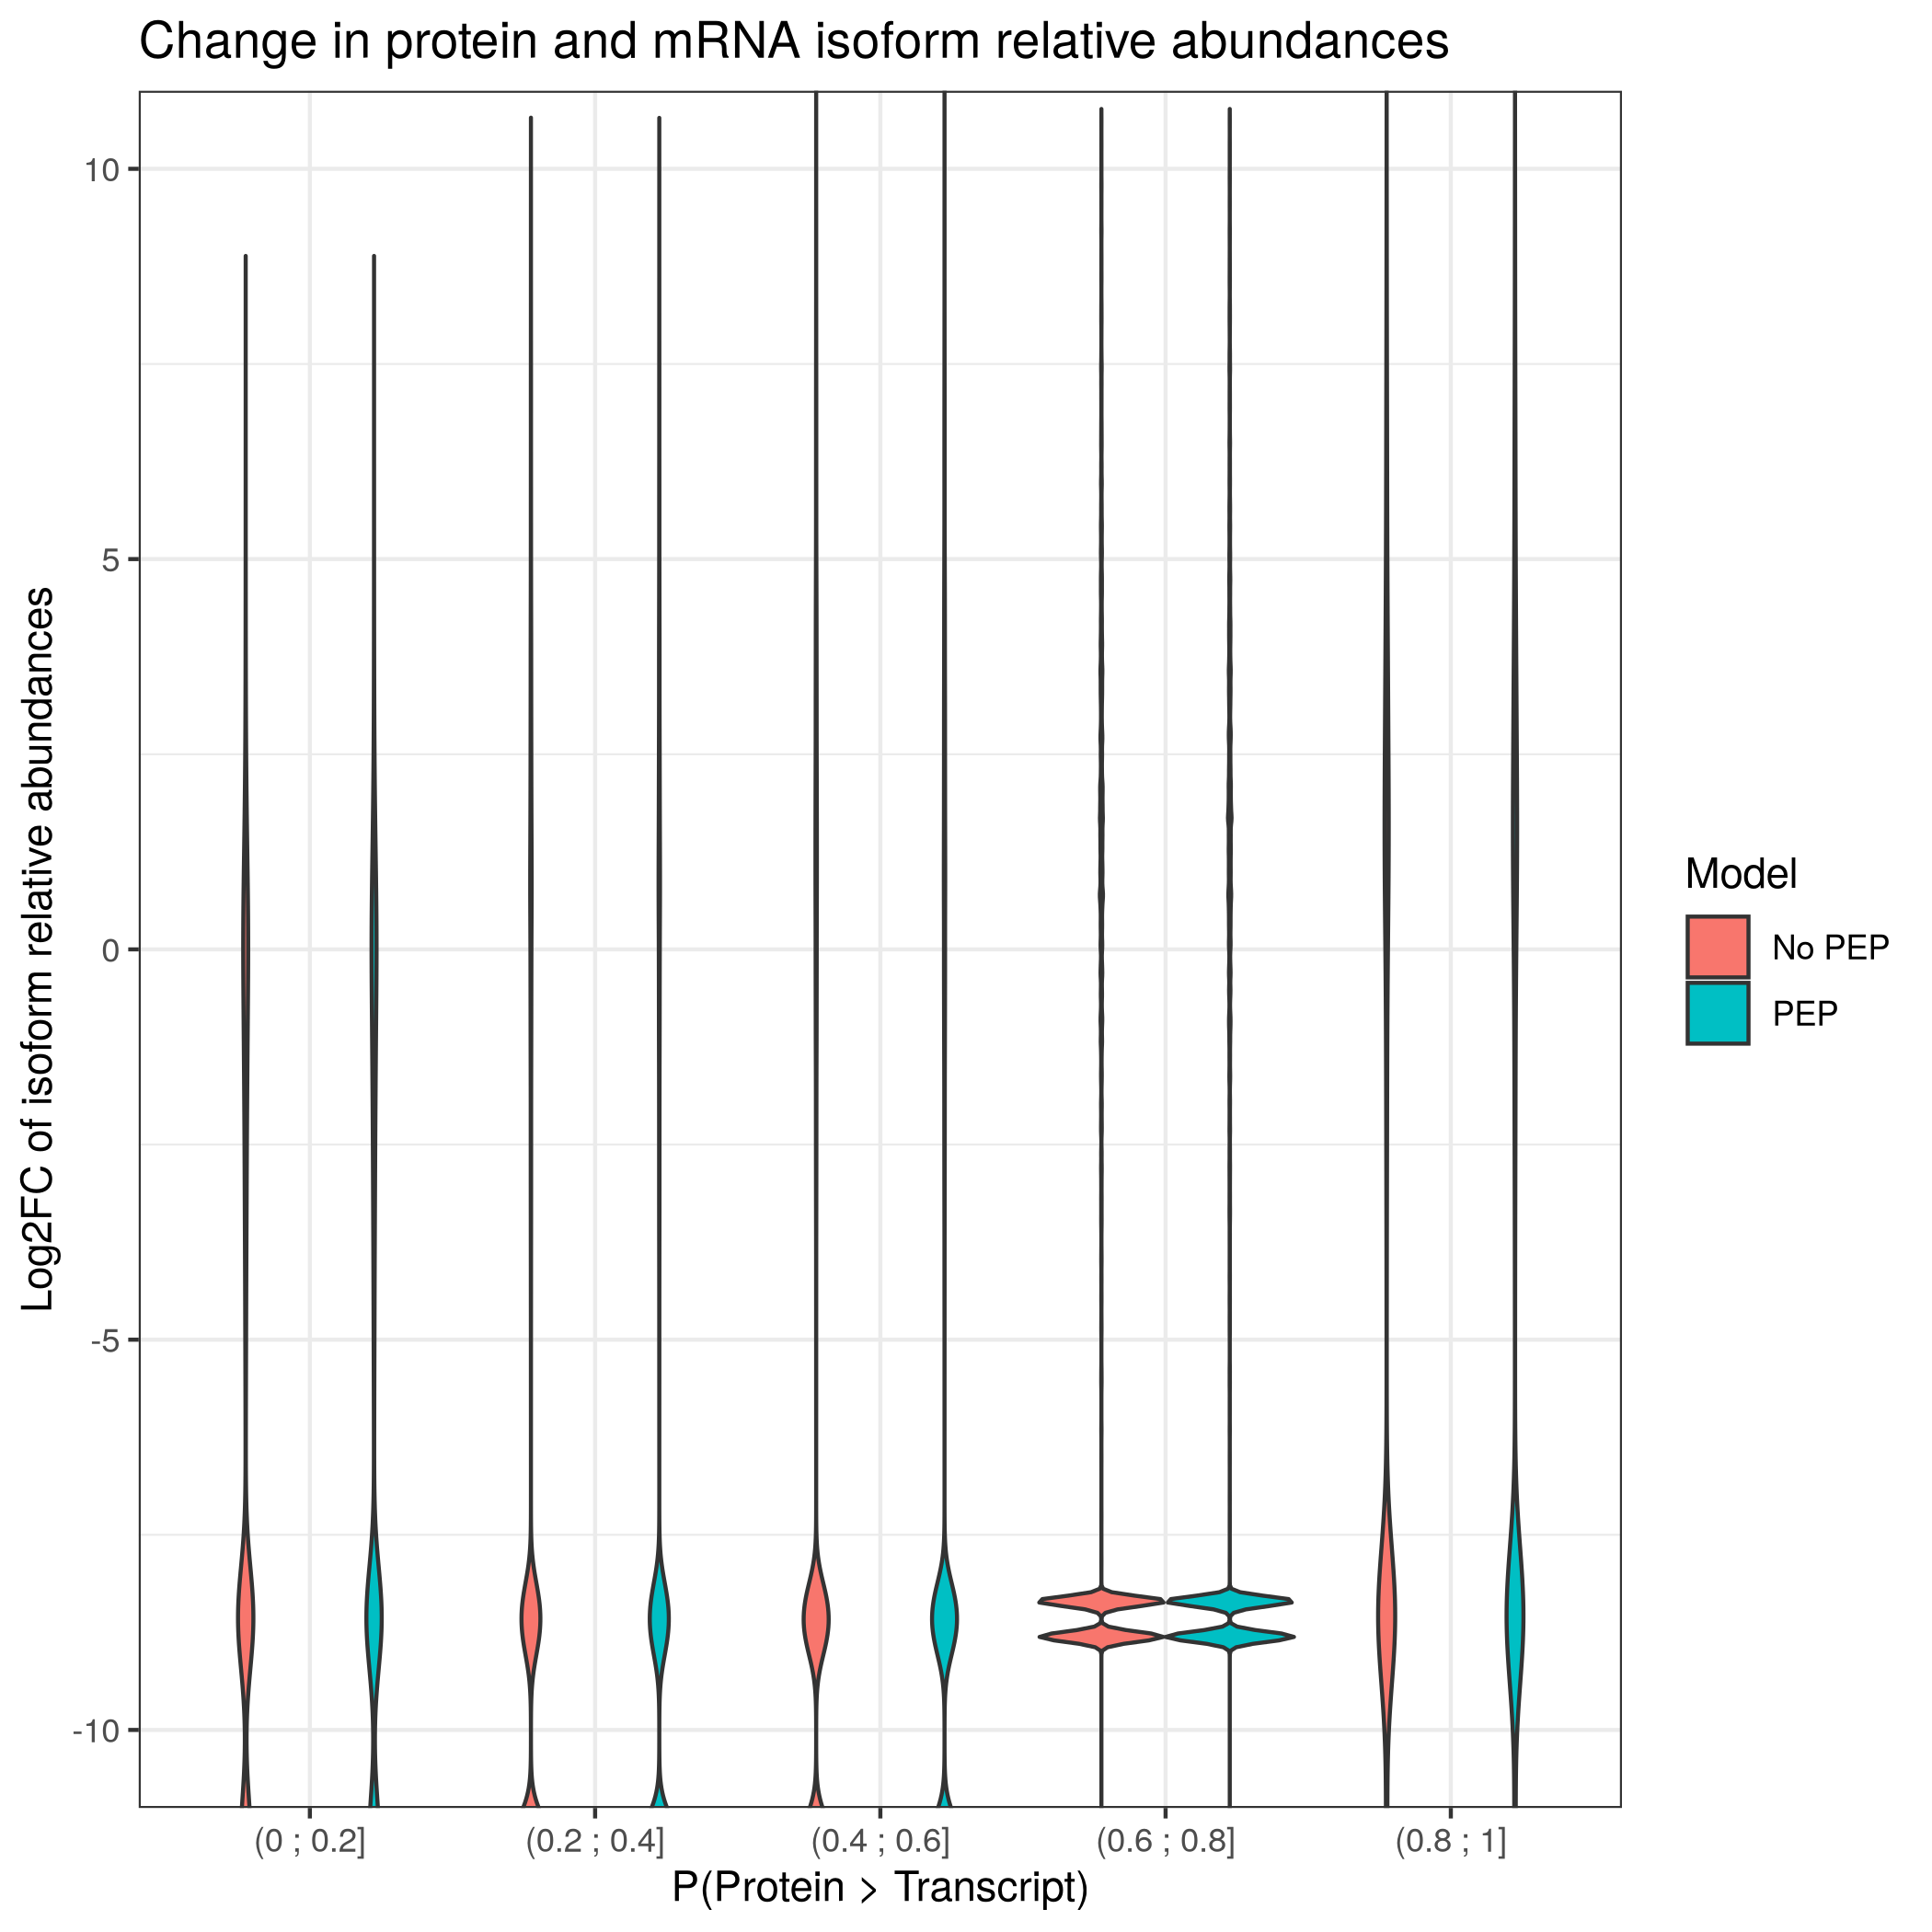 Change in protein and mRNA isoform relative abundances
Log2FC of isoform relative abundances
10
5
0
-5
-10
(0 ; 0.2]
(0.2 ; 0.4]
(0.4 ; 0.6]
(0.6 ; 0.8]
(0.8 ; 1]
P(Protein > Transcript)
Model
No PEP
PEP